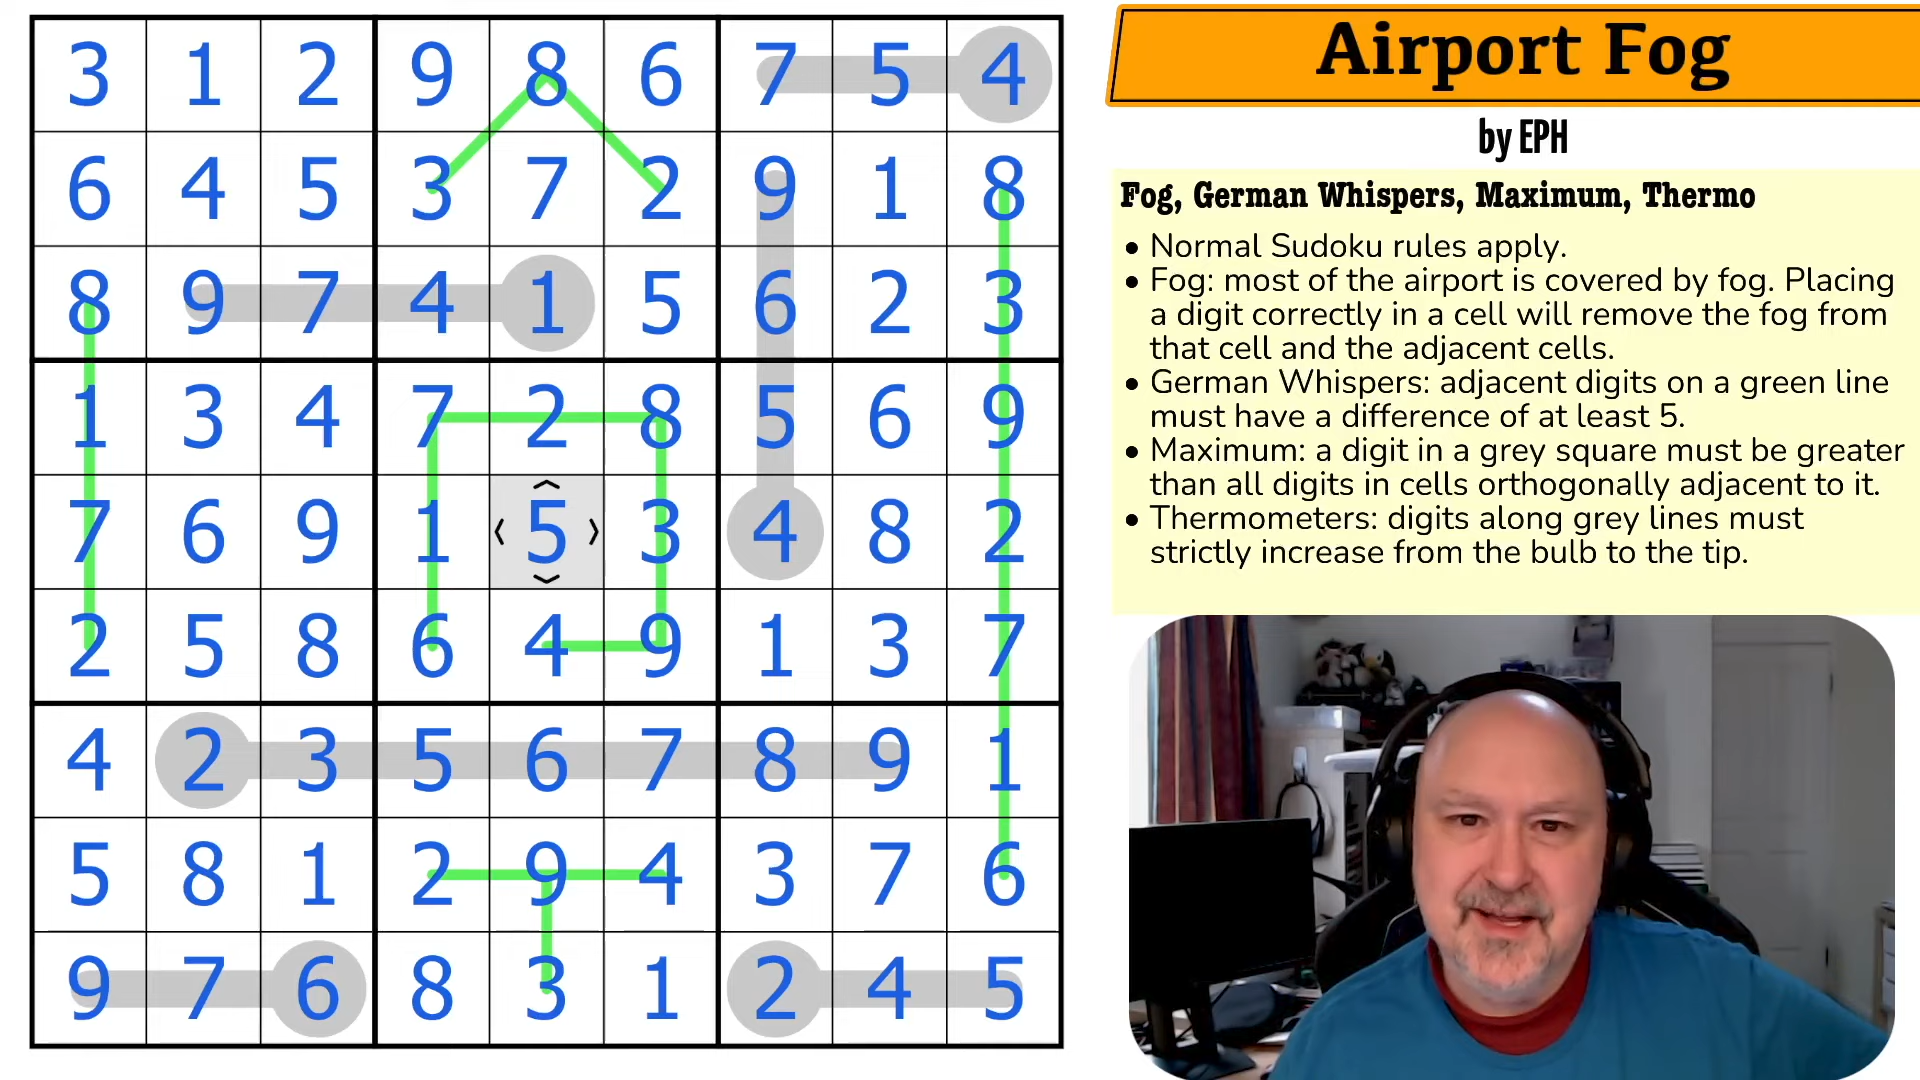 Airport Fog
by EPH
Fog, German Whispers, Maximum, Thermo
• Normal Sudoku rules apply.
• Fog: most of the airport is covered by fog. Placing
a digit correctly in a cell will remove the fog from
that cell and the adjacent cells.
• German Whispers: adjacent digits on a green line
must have a difference of at least 5.
• Maximum: a digit in a grey square must be greater
than all digits in cells orthogonally adjacent to it.
• Thermometers: digits along grey lines must
strictly increase from the bulb to the tip.
3 1 2 9 8 6 7 5 4
6 4 5 3 7 2 9 1 8
8 9 7 4 1 5 6 2 3
1 3 4 7 2 8 5 6 9
7 6 9 1 5 3 4 8 2
2 5 8 6 4 9 1 3 7
4 2 3 5 6 7 8 9 1
5 8 1 2 9 4 3 7 6
9 7 6 8 3 1 2 4 5